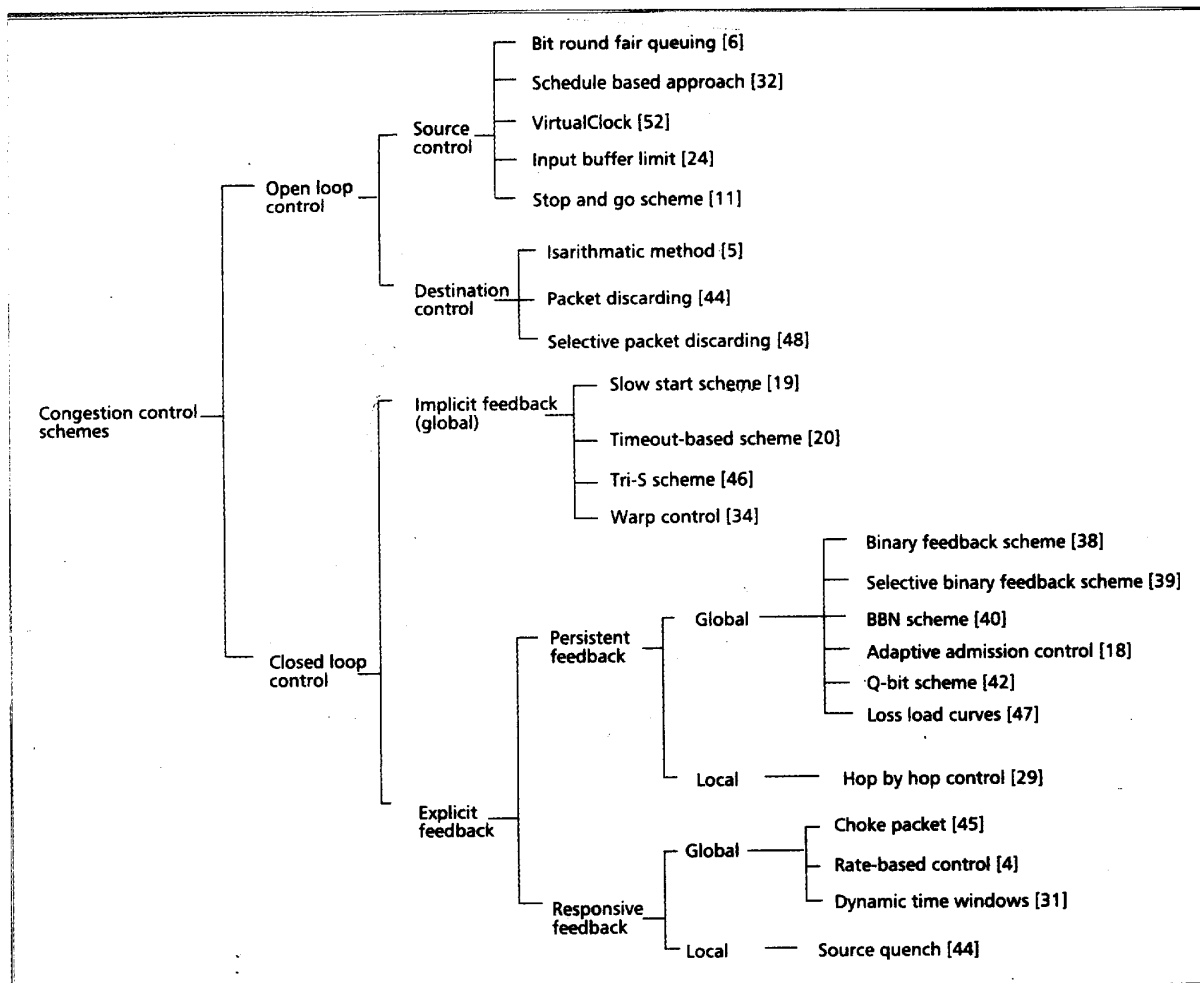 Bit round fair queuing [6]
Schedule based approach [32]
Source
control
VirtualClock [52]
Input buffer limit [24]
Stop and go scheme [11]
Open loop
control
Isarithmatic method [5]
Destination
control
Packet discarding [44]
Selective packet discarding [48]
Congestion control
schemes
Implicit feedback
(global)
Slow start scheme [19]
Timeout-based scheme [20]
Tri-S scheme [46]
Warp control [34]
Closed loop
control
Binary feedback scheme [38]
Selective binary feedback scheme [39]
Persistent
feedback
Global
BBN scheme [40]
Adaptive admission control [18]
Q-bit scheme [42]
Loss load curves [47]
Local
Hop by hop control [29]
Explicit
feedback
Choke packet [45]
Global
Rate-based control [4]
Dynamic time windows [31]
Responsive
feedback
Local
Source quench [44]